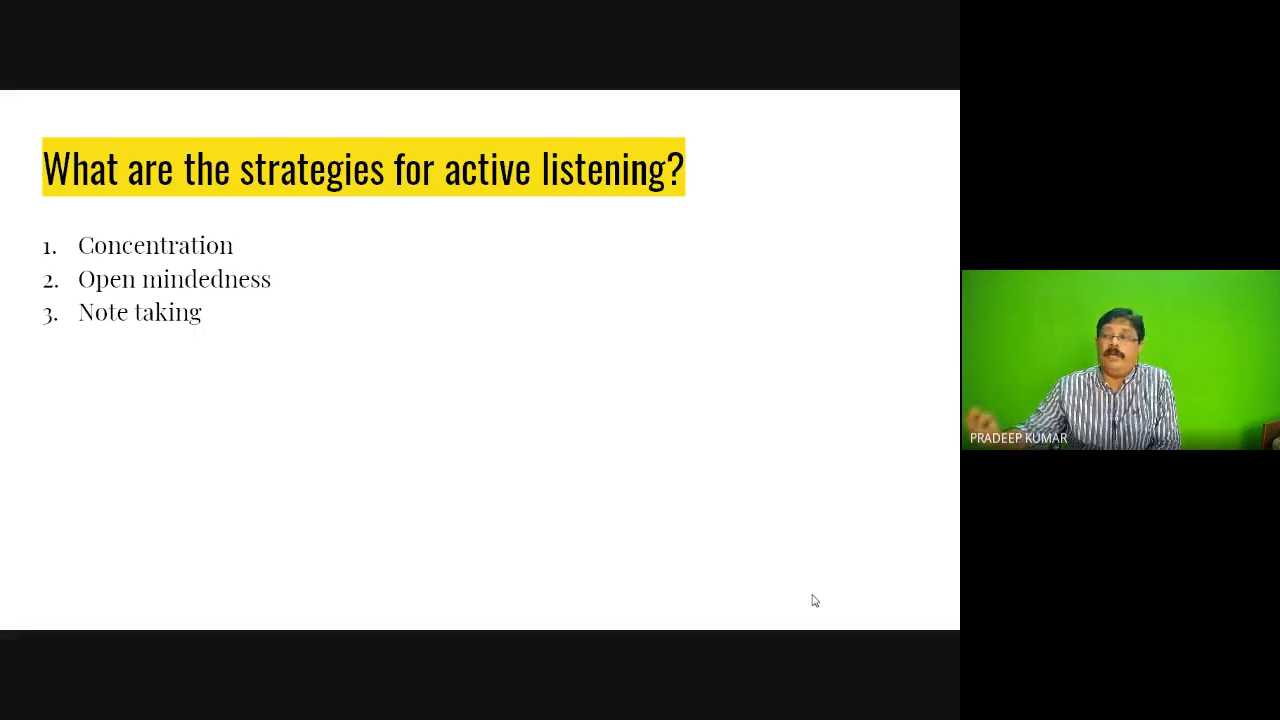 What are the strategies for active listening?
1. Concentration
2. Open mindedness
3. Note taking
PRADEEP KUMAR